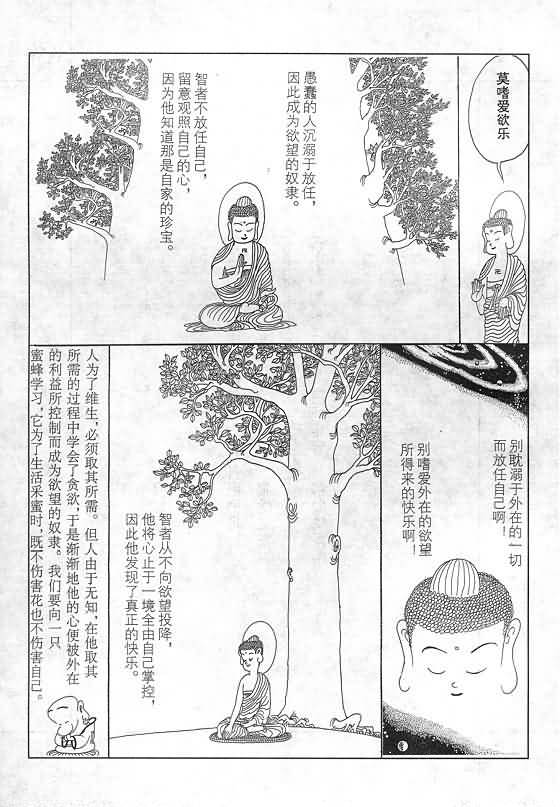 莫嗜爱欲乐
愚蠢的人沉溺于放任，
因此成为欲望的奴隶。
智者不放任自己，
留意观照自己的心，
因为他知道那是自家的珍宝。
别耽溺于外在的一切
而放任自己啊！
别嗜爱外在的欲望
所得来的快乐啊！
智者从不向欲望投降，
他将心止于一境全由自己掌控，
因此他发现了真正的快乐。
人为了维生，必须取其所需。但人由于无知，在他取其
所需的过程中学会了贪欲，于是渐渐地他的心便被外在
的利益所控制而成为欲望的奴隶。我们要向一只
蜜蜂学习，它为了生活采蜜时，既不伤害花也不伤害自己。